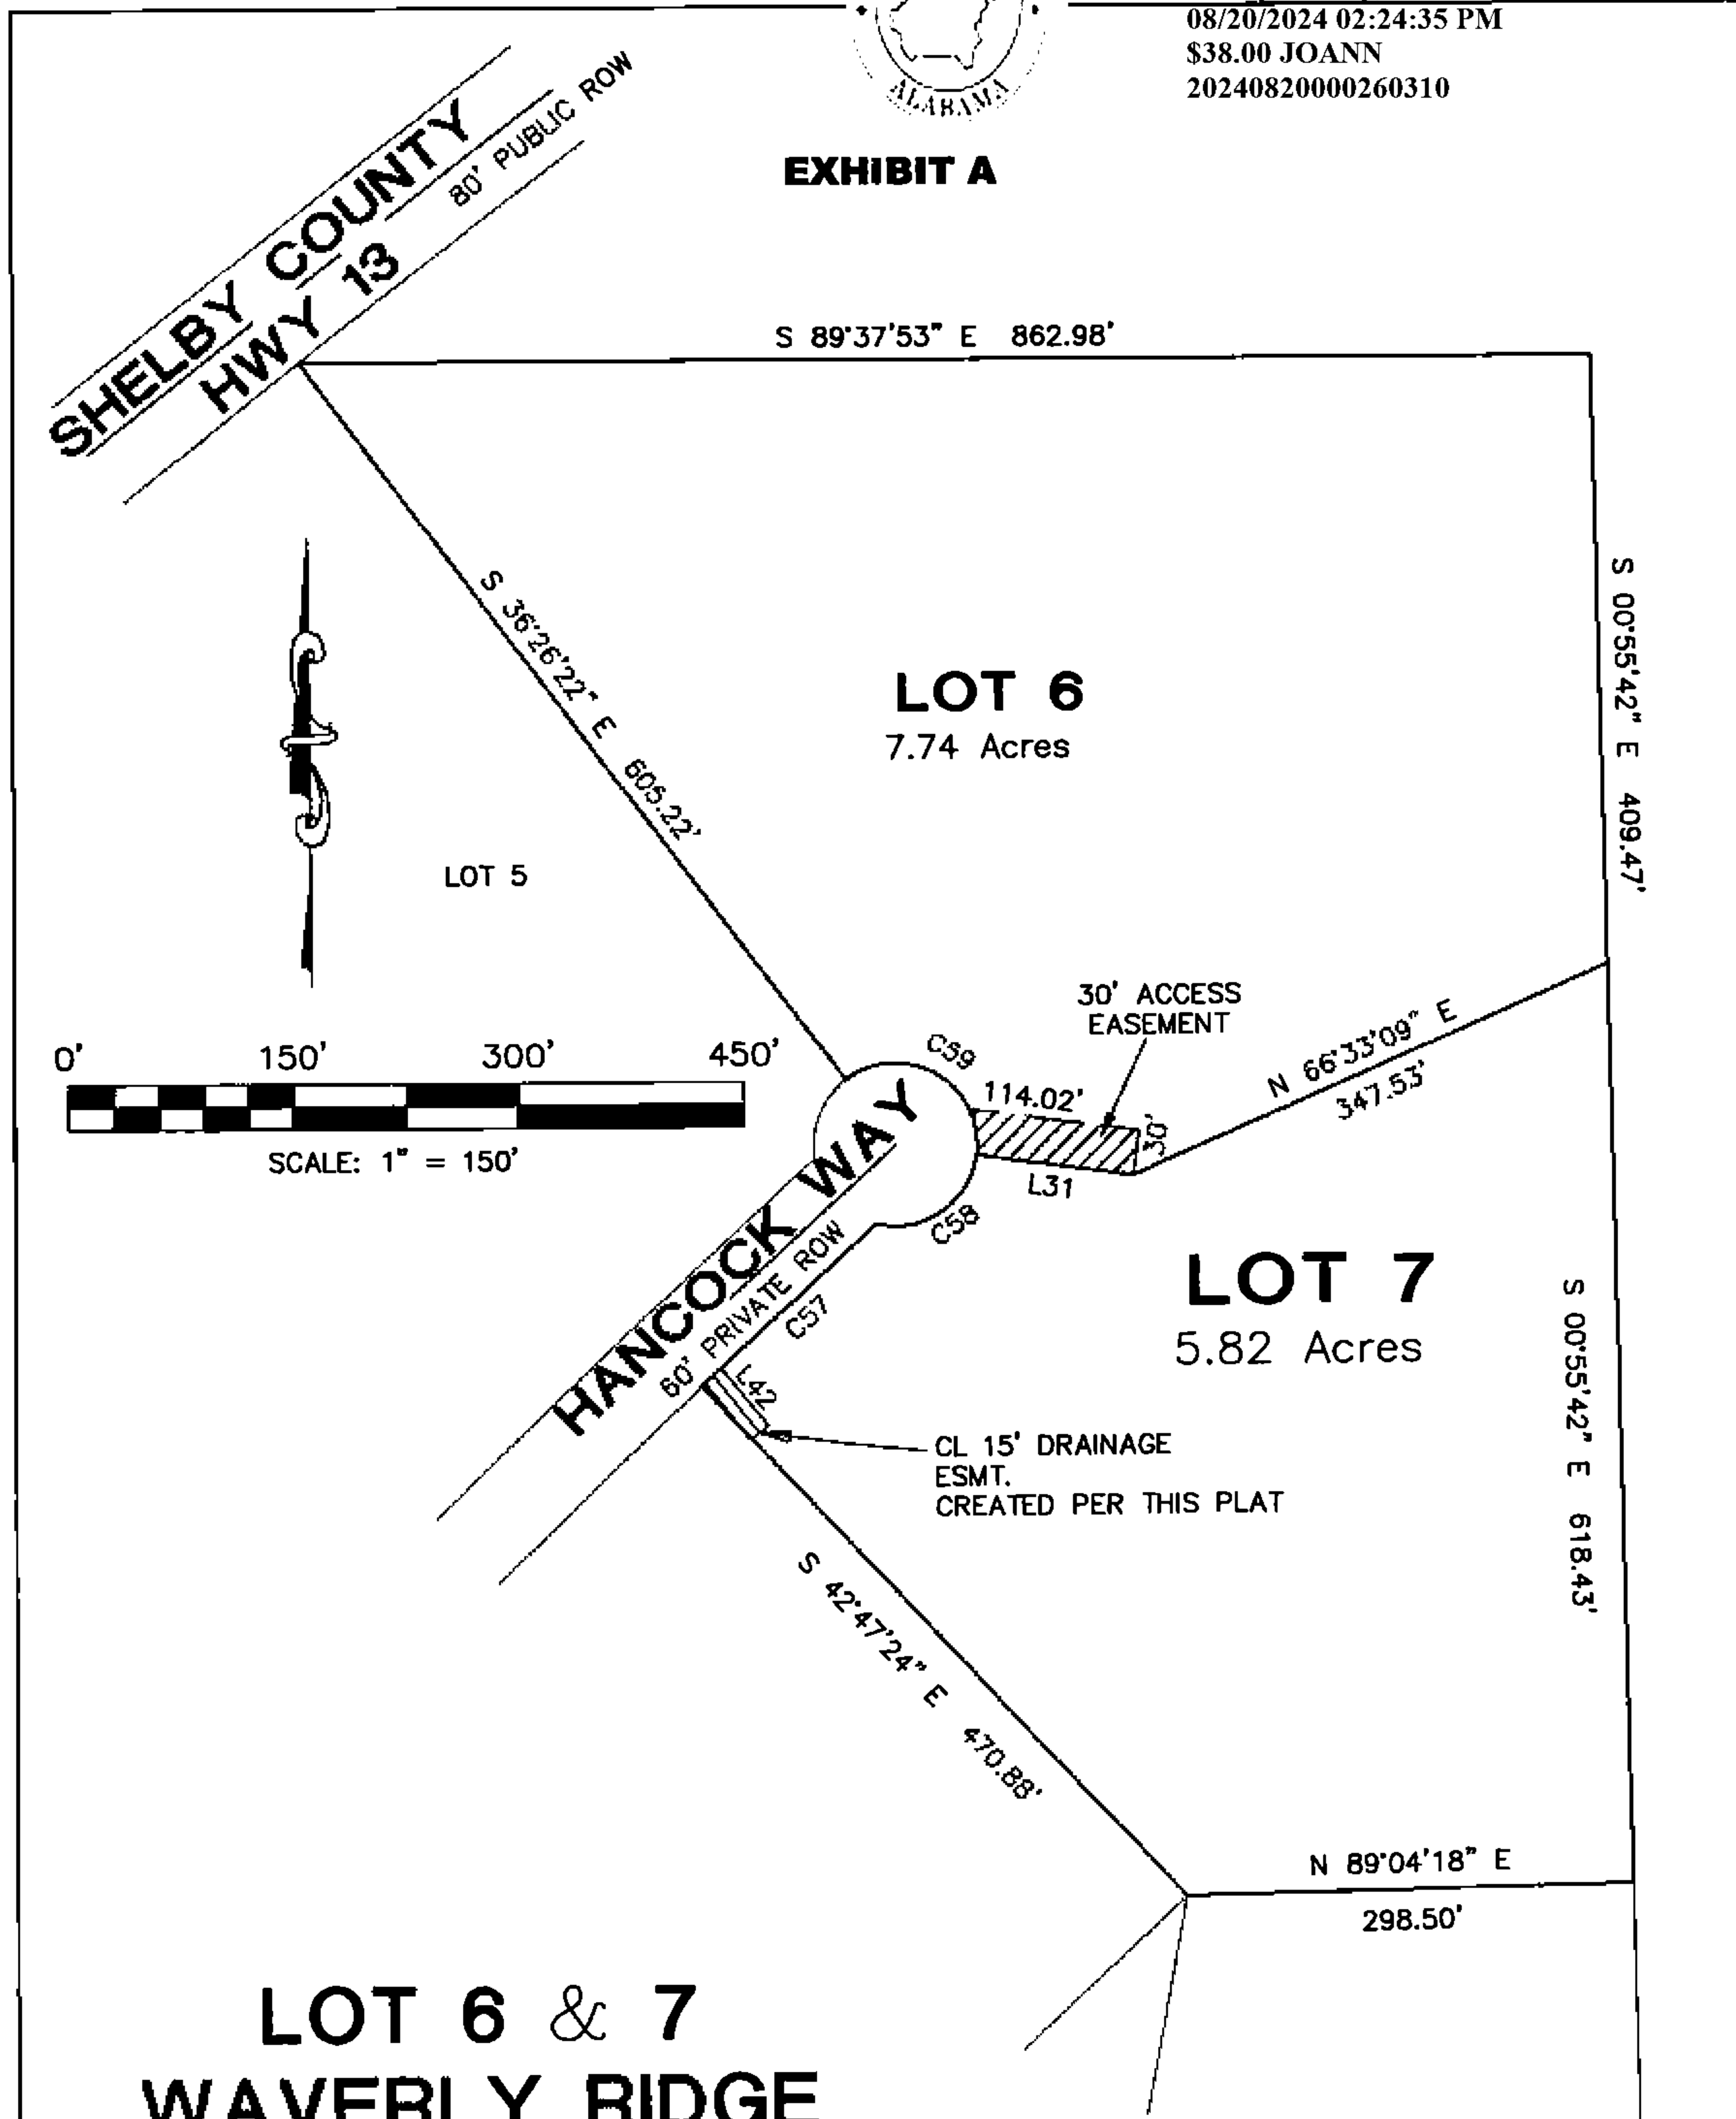 08/20/2024 02:24:35 PM
$38.00 JOANN
20240820000260310
ALABAMA
EXHIBIT A
SHELBY COUNTY
HWY 13
80' PUBLIC ROW
S 89°37'53" E 862.98'
S 36°26'22" E 605.22'
S 00°55'42" E 409.47'
LOT 6
7.74 Acres
LOT 5
30' ACCESS
EASEMENT
0' 150' 300' 450'
SCALE: 1" = 150'
C59
114.02'
30'
N 66°33'09" E
347.53'
L31
C58
HANCOCK WAY
60' PRIVATE ROW
C57
L42
LOT 7
5.82 Acres
S 00°55'42" E 618.43'
CL 15' DRAINAGE
ESMT.
CREATED PER THIS PLAT
S 42°47'24" E 470.88'
N 89°04'18" E
298.50'
LOT 6 & 7
WAVERLY RIDGE